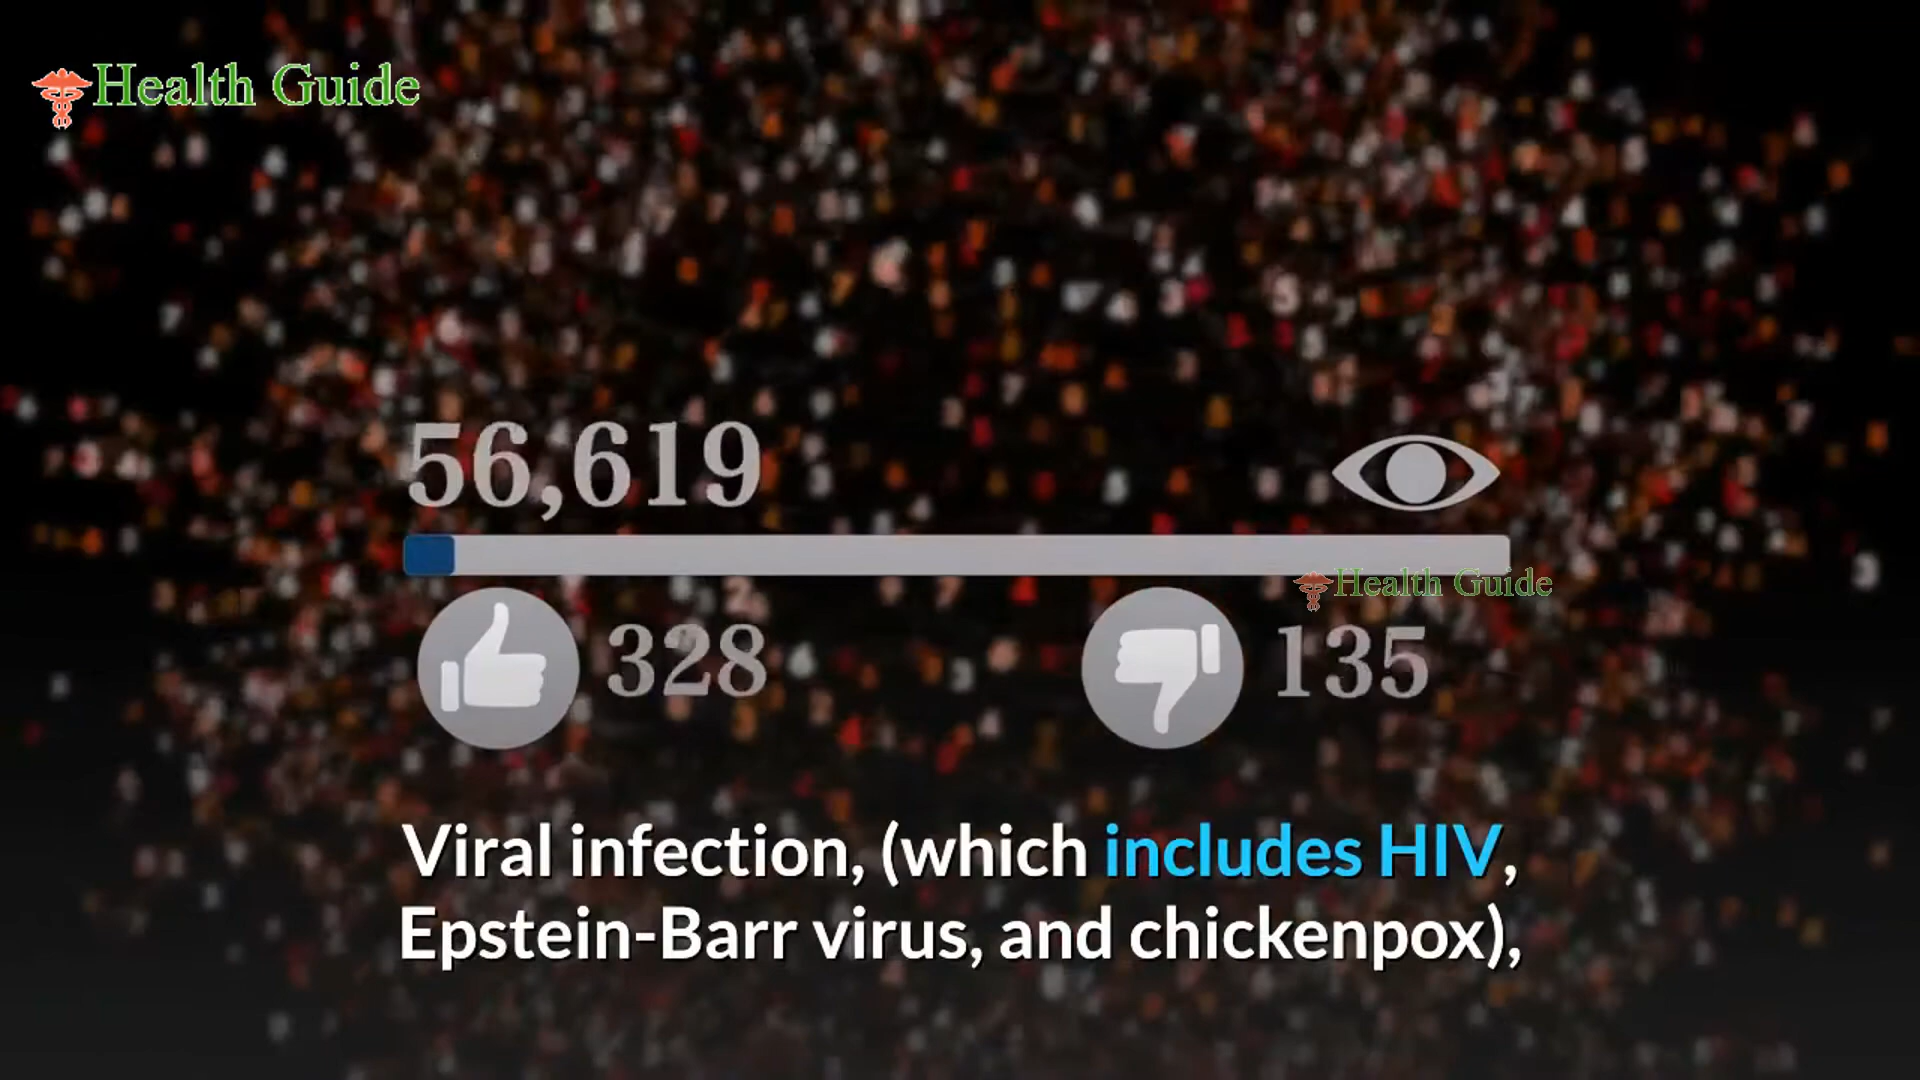 Health Guide
56,619
Health Guide
328
135
Viral infection, (which includes HIV,
Epstein-Barr virus, and chickenpox),